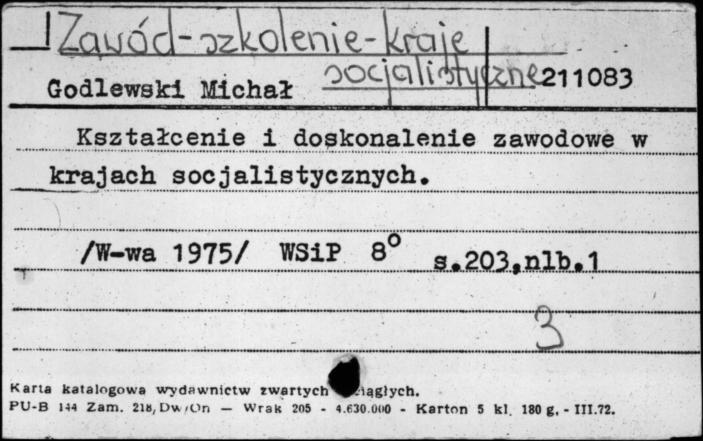 Zawód-szkolenie-kraje
socjalistyczne
Godlewski Michał 211083
Kształcenie i doskonalenie zawodowe w
krajach socjalistycznych.
/W-wa 1975/ WSiP 8° s.203,nlb.1
3
Karta katalogowa wydawnictw zwartych ciągłych.
PU-B 144 Zam. 218/Dw/On — Wrak 205 - 4.630.000 - Karton 5 kl. 180 g. - III.72.